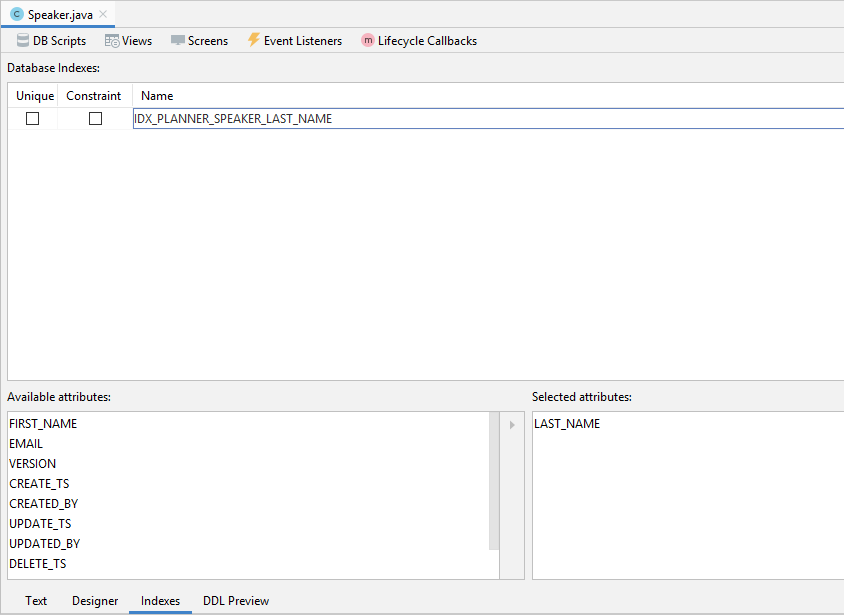 Speaker.java
DB Scripts Views Screens Event Listeners Lifecycle Callbacks
Database Indexes:
Unique Constraint Name
IDX_PLANNER_SPEAKER_LAST_NAME
Available attributes:
FIRST_NAME
EMAIL
VERSION
CREATE_TS
CREATED_BY
UPDATE_TS
UPDATED_BY
DELETE_TS
Selected attributes:
LAST_NAME
Text Designer Indexes DDL Preview